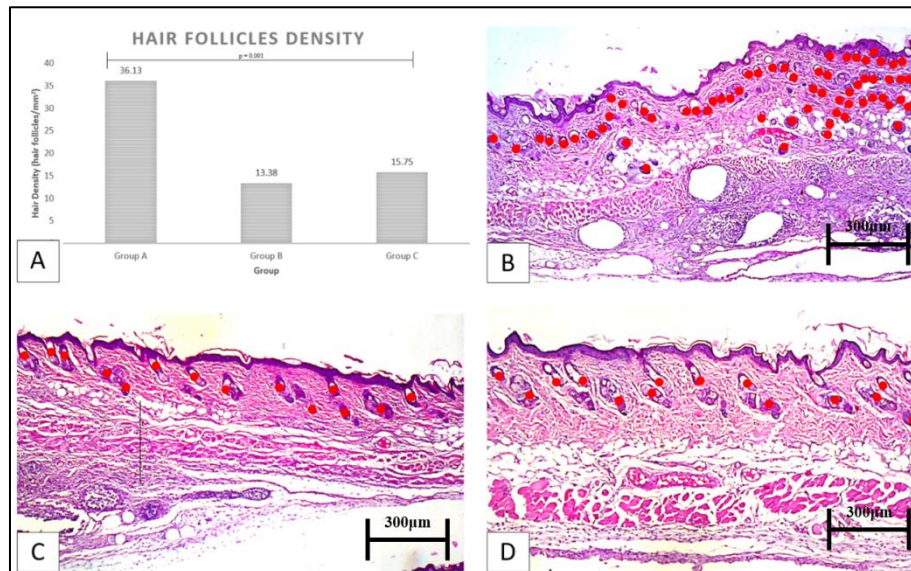 HAIR FOLLICLES DENSITY
p = 0.001
40
35
30
25
20
15
10
5
36.13
13.38
15.75
Hair Density (hair follicles/mm²)
Group A
Group B
Group C
Group
A
300µm
B
300µm
C
300µm
D